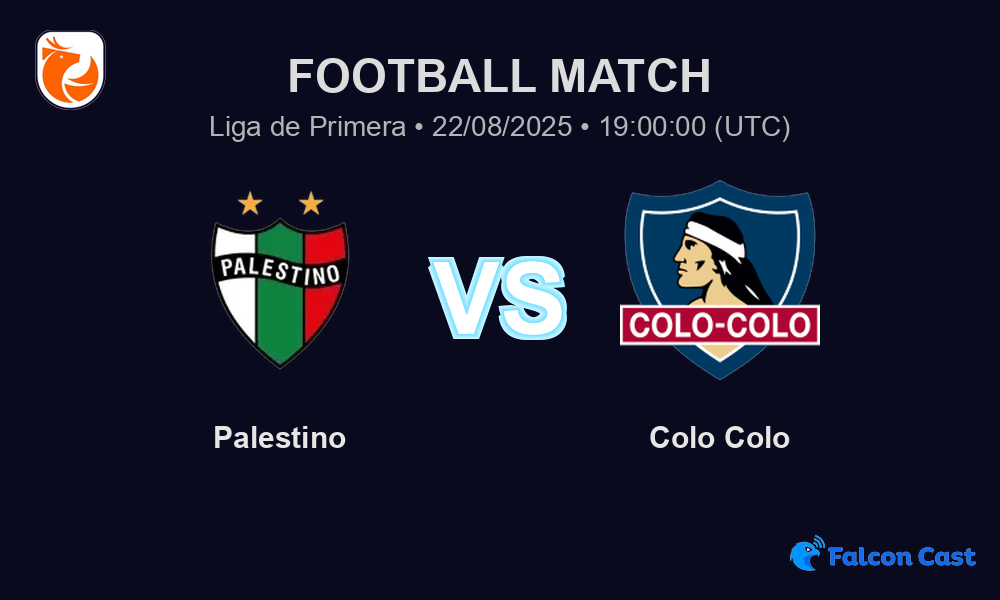 FOOTBALL MATCH
Liga de Primera • 22/08/2025 • 19:00:00 (UTC)
PALESTINO
VS
COLO-COLO
Palestino
Colo Colo
Falcon Cast